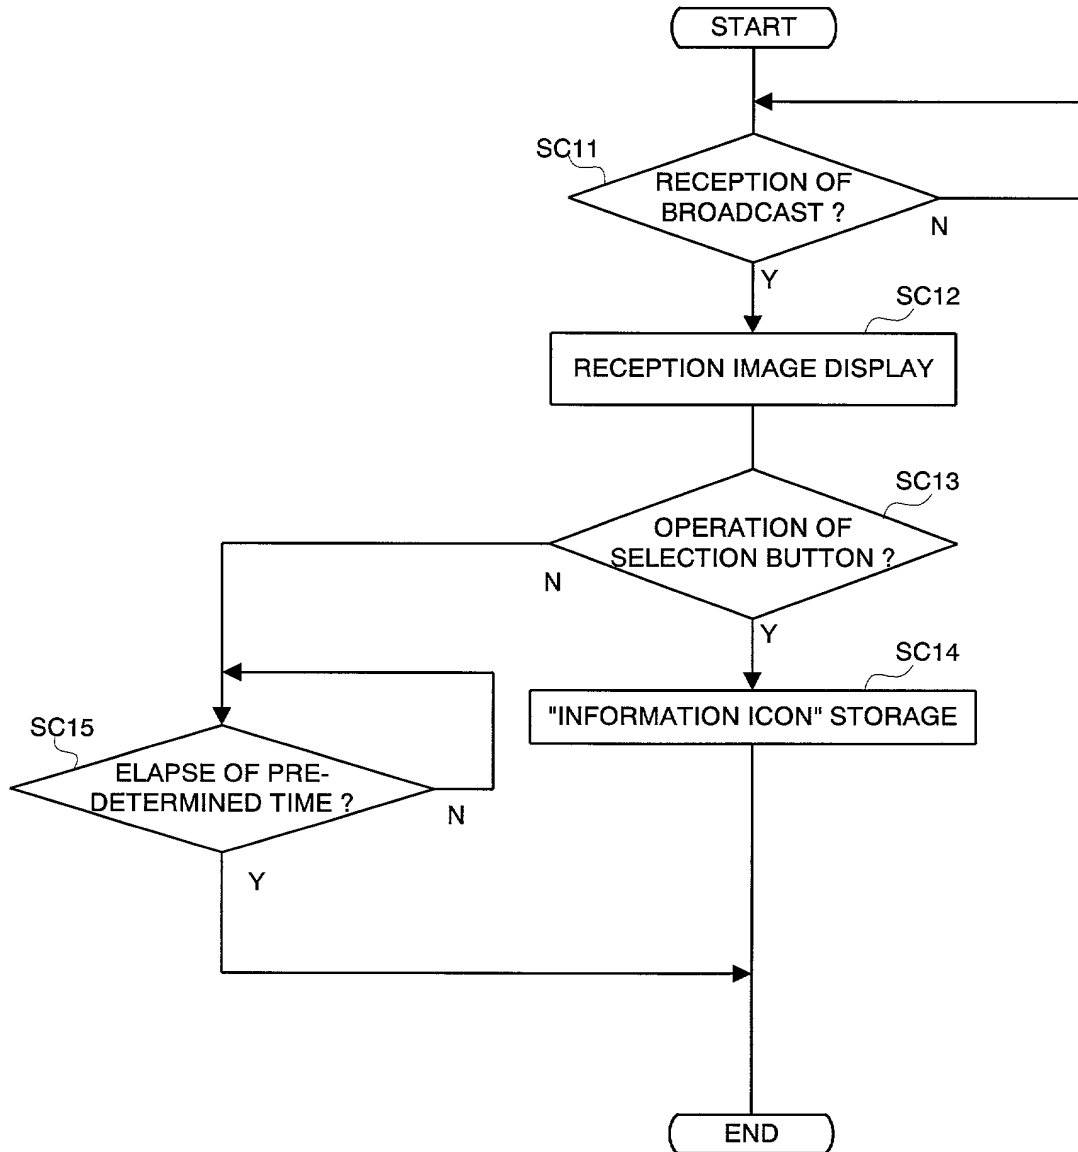 START
SC11
RECEPTION OF
BROADCAST ?
N
Y
SC12
RECEPTION IMAGE DISPLAY
SC13
OPERATION OF
SELECTION BUTTON ?
N
Y
SC14
"INFORMATION ICON" STORAGE
SC15
ELAPSE OF PRE-
DETERMINED TIME ?
N
Y
END